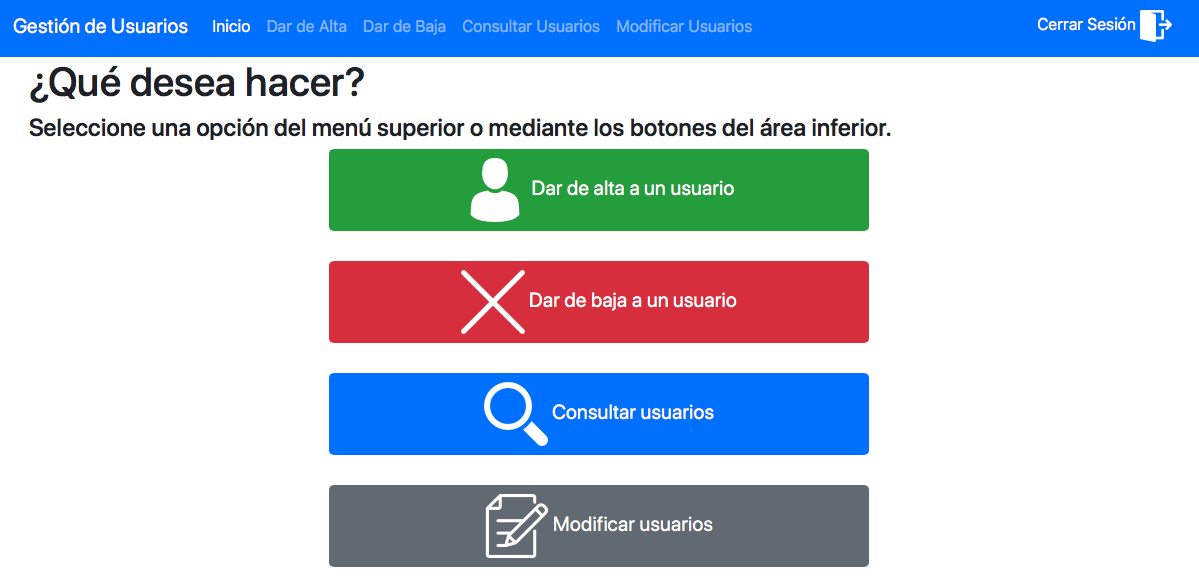 Gestión de Usuarios Inicio Dar de Alta Dar de Baja Consultar Usuarios Modificar Usuarios Cerrar Sesión
¿Qué desea hacer?
Seleccione una opción del menú superior o mediante los botones del área inferior.
Dar de alta a un usuario
Dar de baja a un usuario
Consultar usuarios
Modificar usuarios